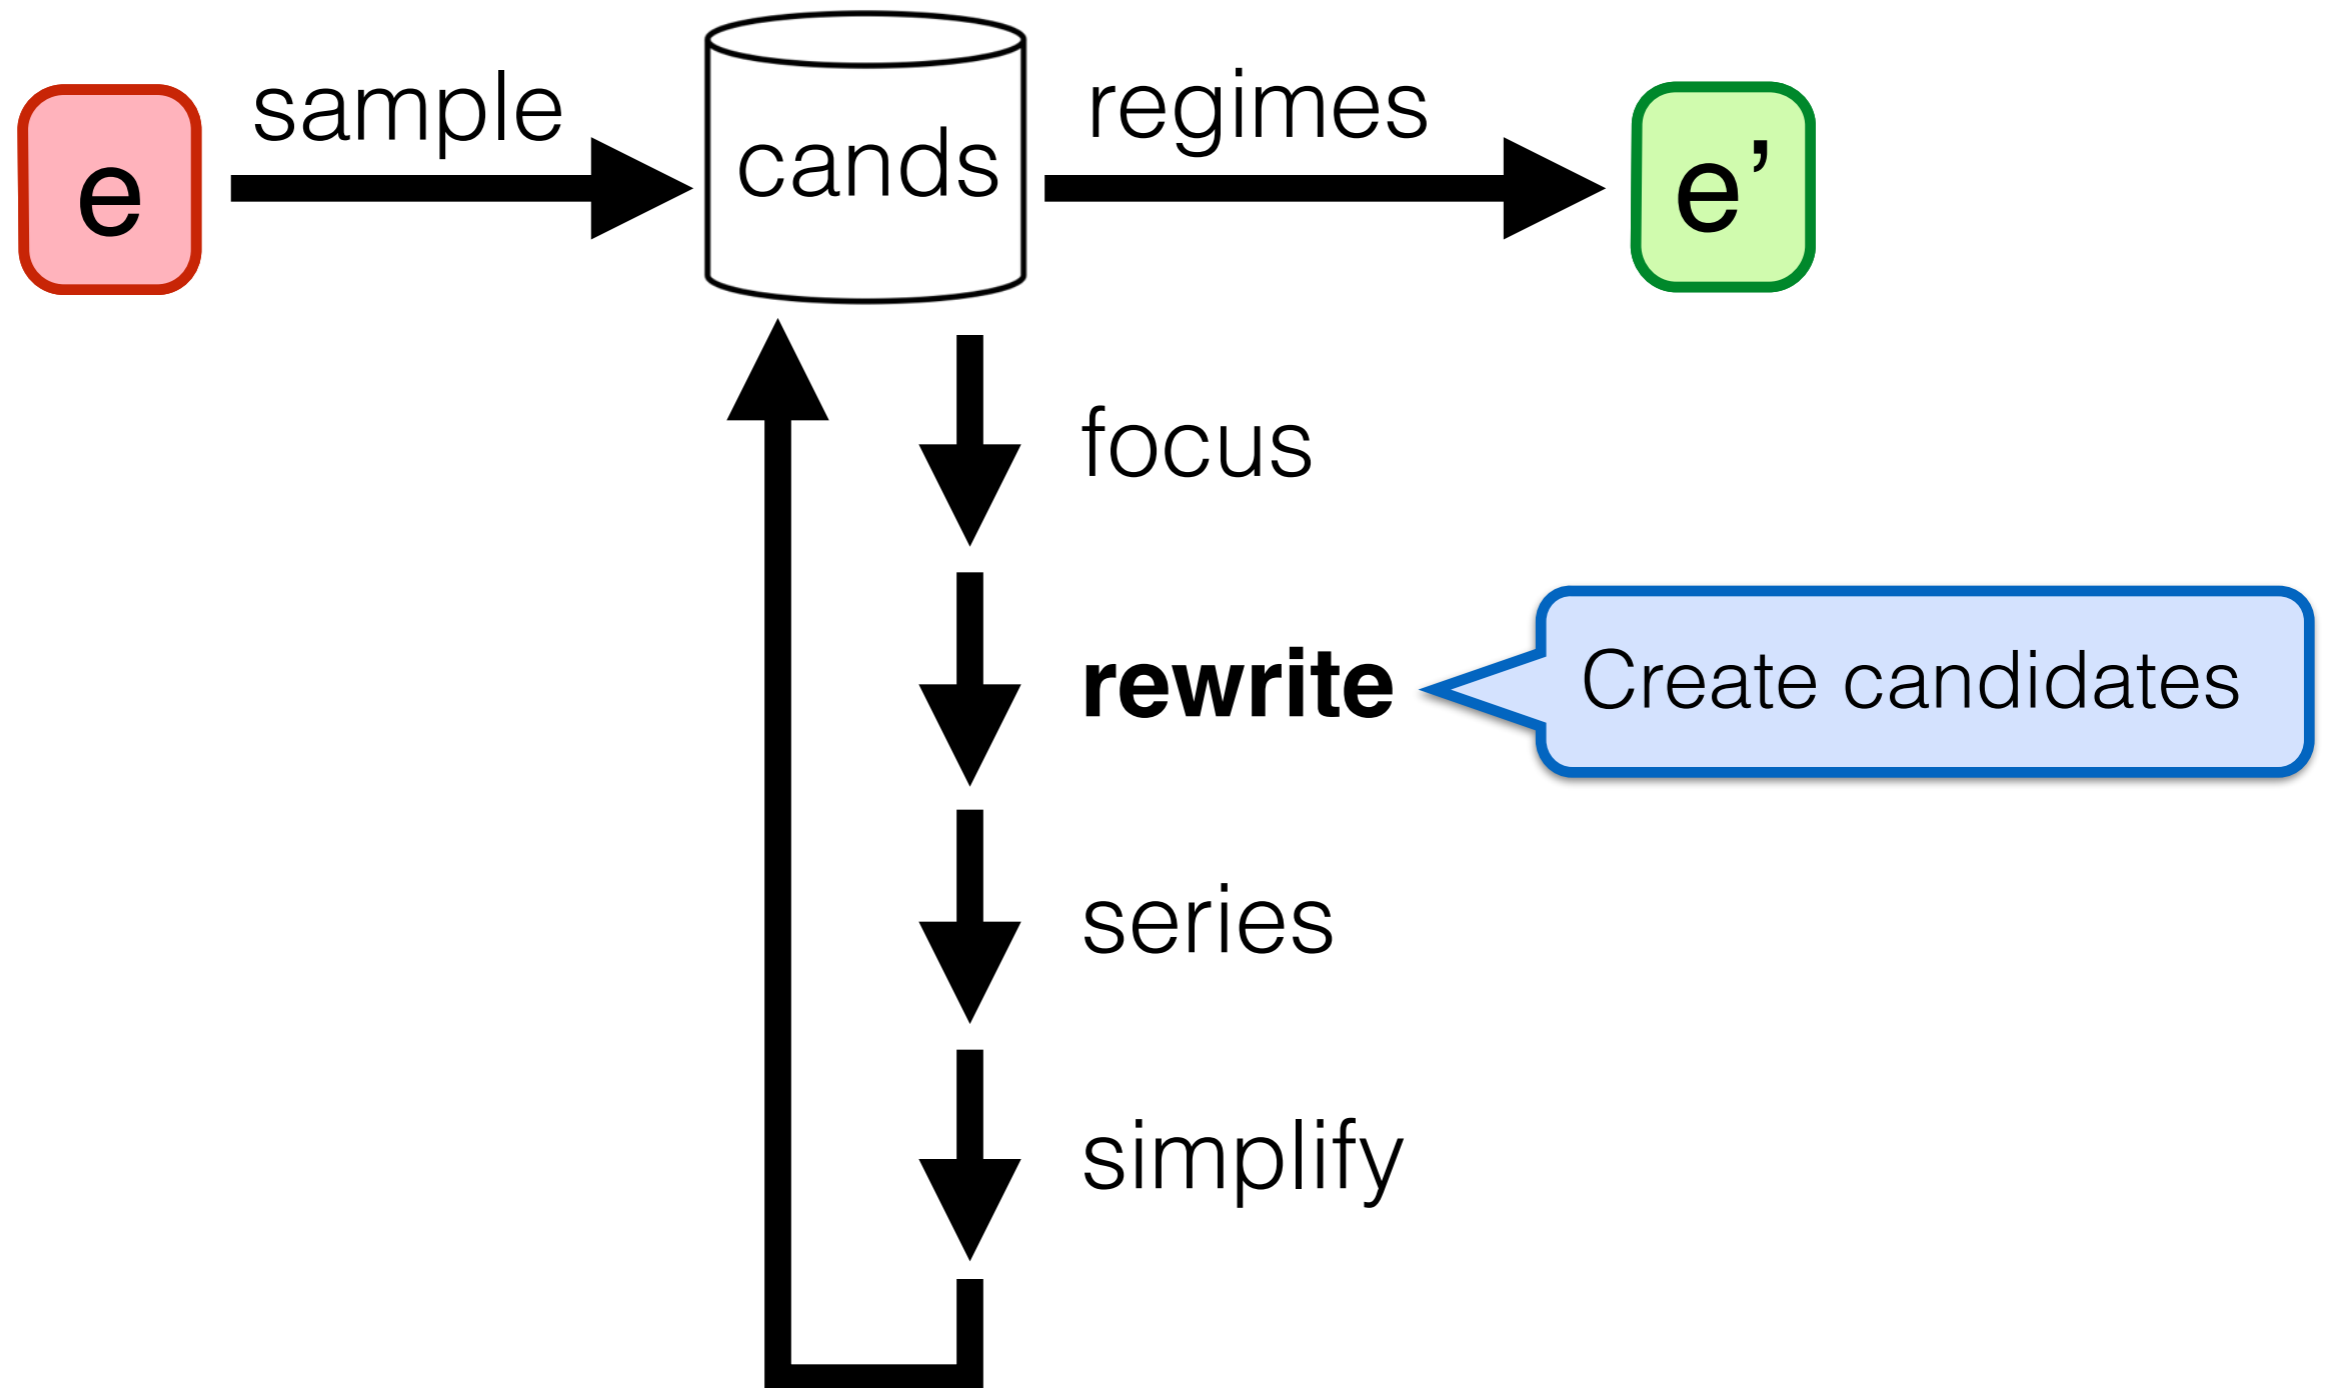 sample
regimes
e
cands
e’
focus
rewrite
Create candidates
series
simplify